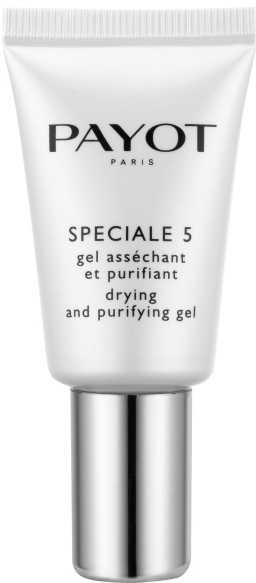 PAYOT
PARIS
SPECIALE 5
gel asséchant
et purifiant
drying
and purifying gel